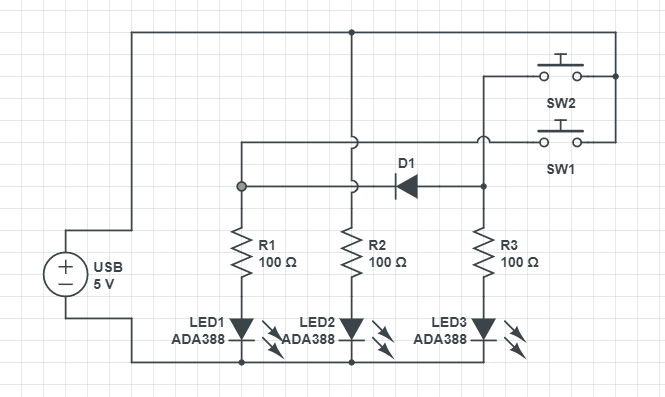 SW2
SW1
D1
USB
5 V
R1
100 Ω
R2
100 Ω
R3
100 Ω
LED1
ADA388
LED2
ADA388
LED3
ADA388